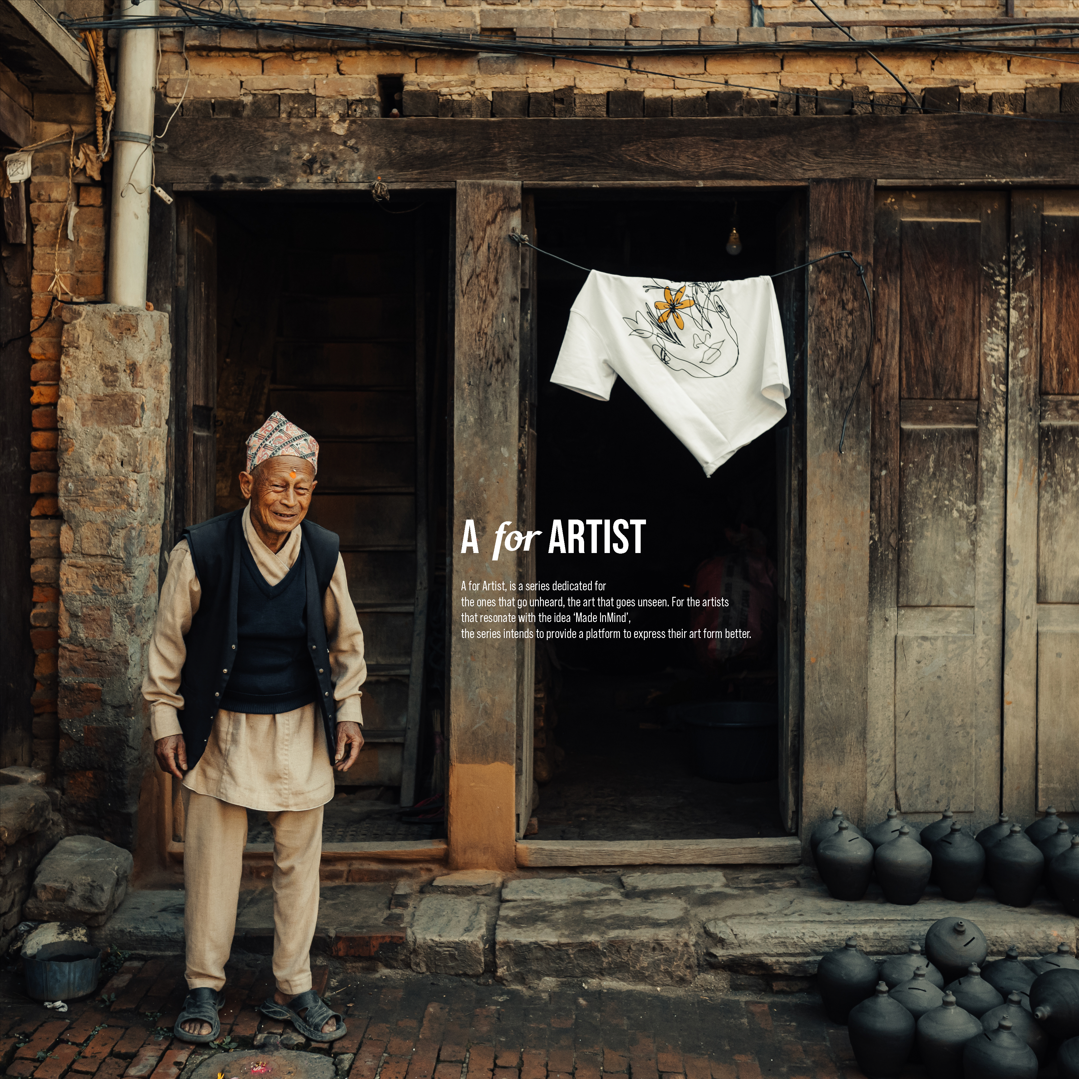 A for ARTIST
A for Artist, is a series dedicated for
the ones that go unheard, the art that goes unseen. For the artists
that resonate with the idea ‘Made InMind’,
the series intends to provide a platform to express their art form better.